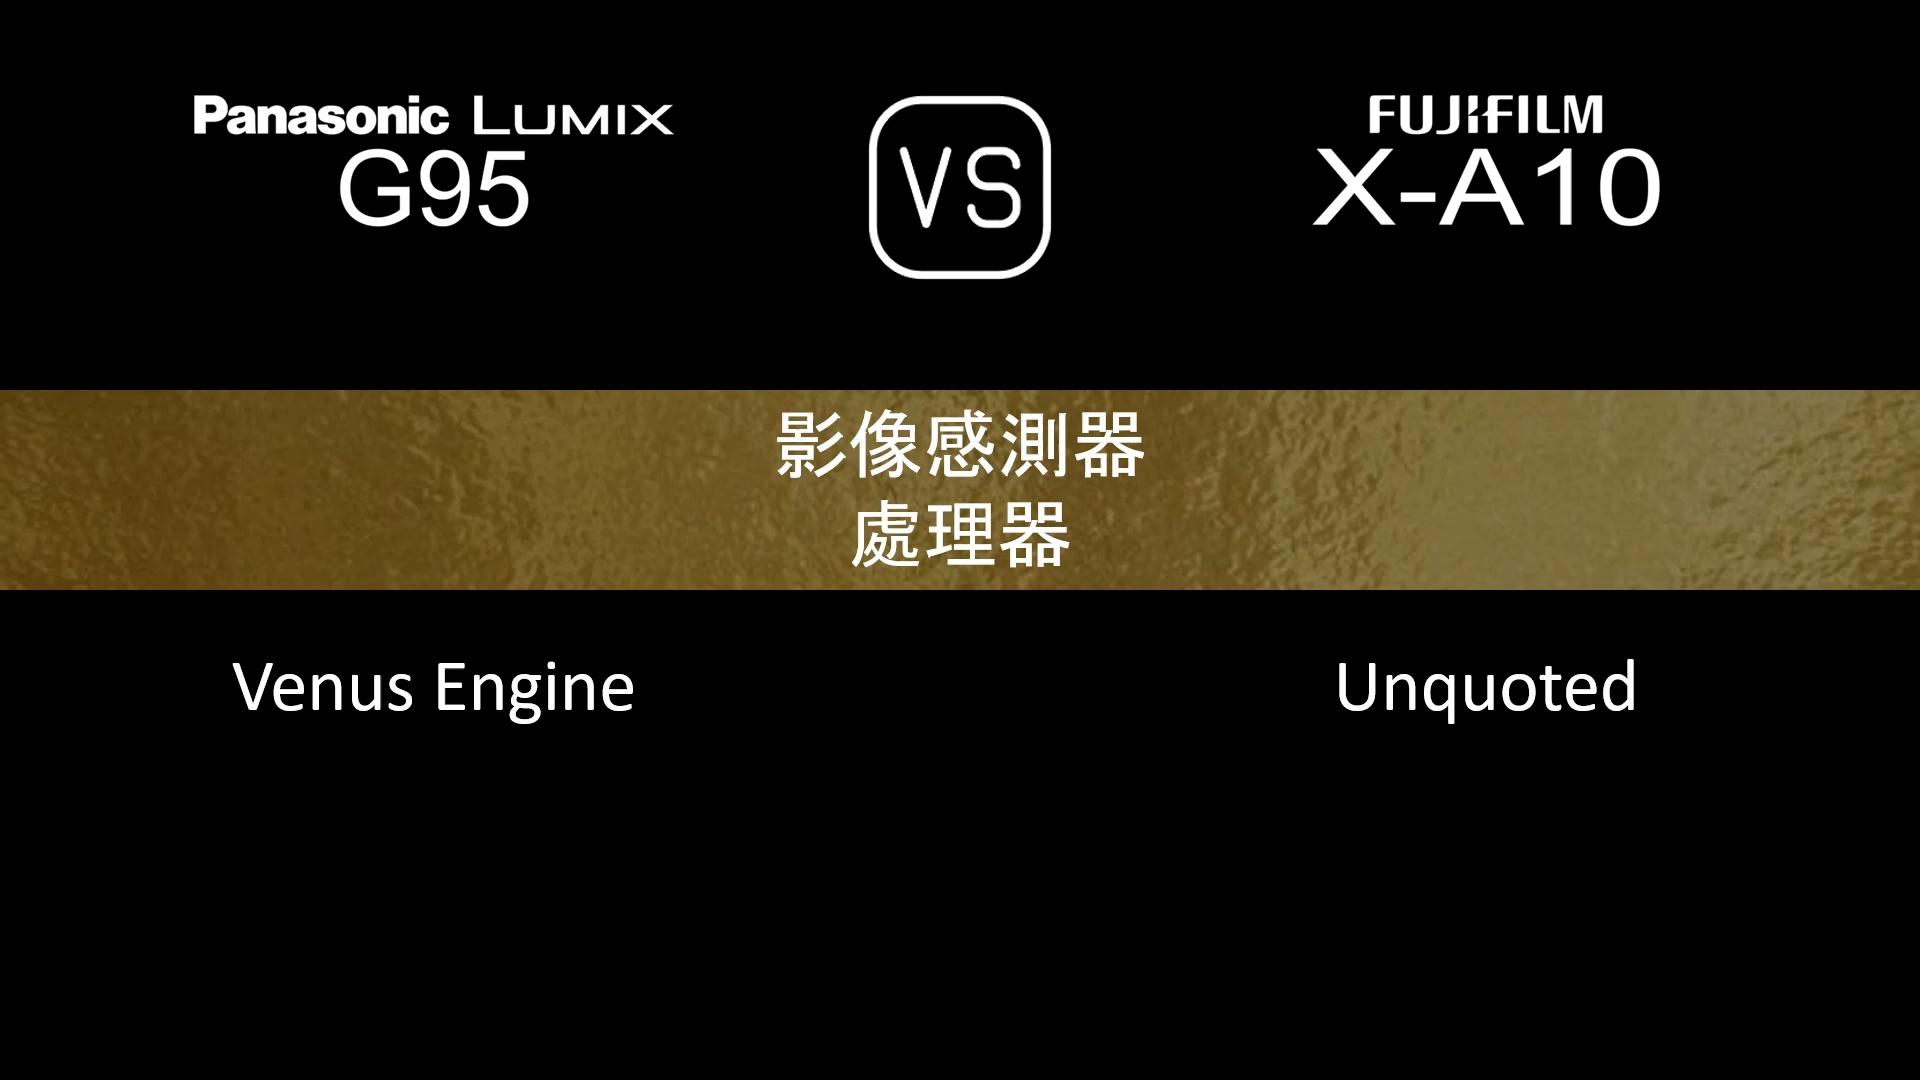 Panasonic LUMIX
G95
VS
FUJIFILM
X-A10
影像感測器
處理器
Venus Engine
Unquoted